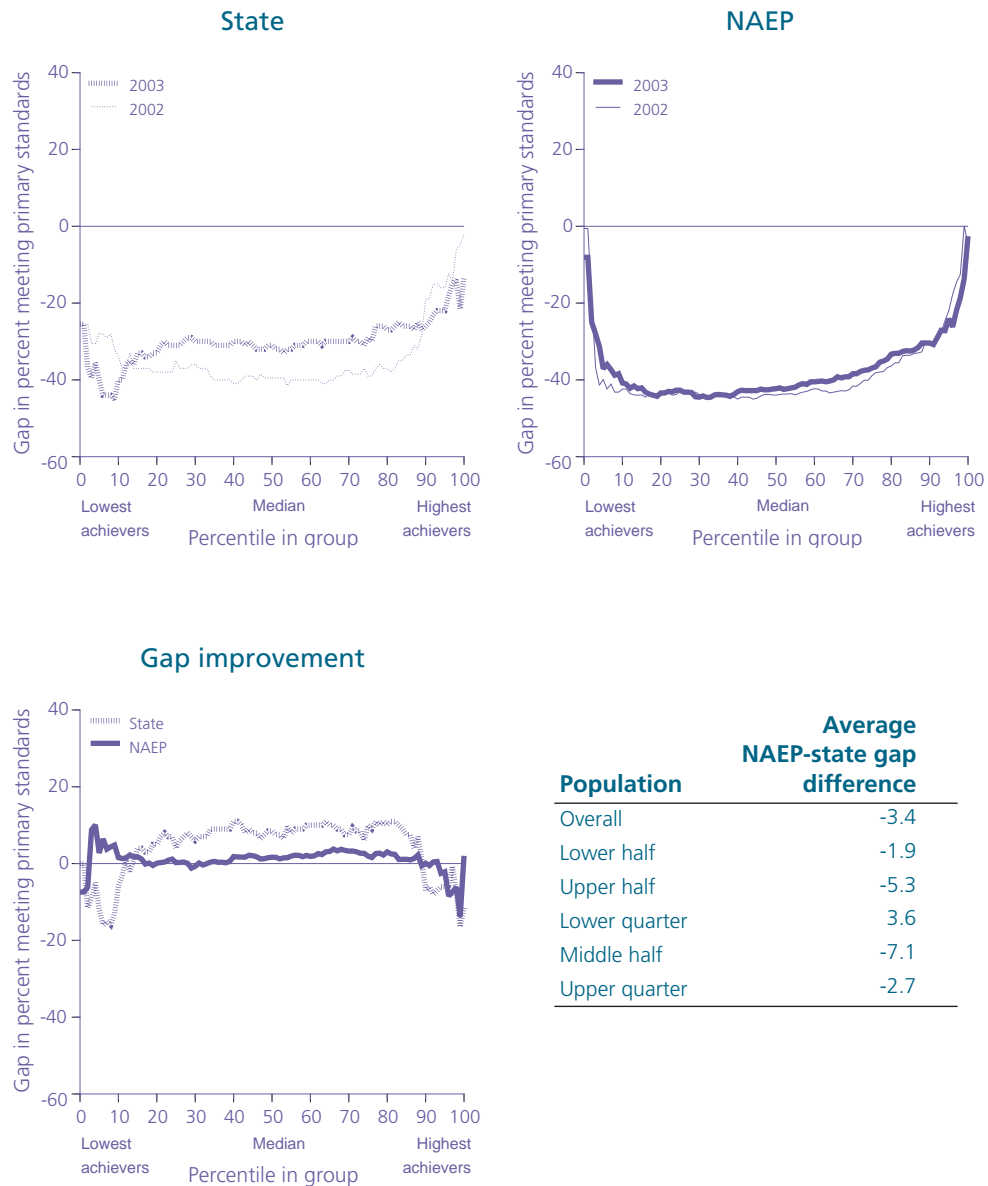 State
Gap in percent meeting primary standards
40
20
0
-20
-40
-60
2003
2002
0 10 20 30 40 50 60 70 80 90 100
Lowest achievers
Median
Highest achievers
Percentile in group
NAEP
Gap in percent meeting primary standards
40
20
0
-20
-40
-60
2003
2002
0 10 20 30 40 50 60 70 80 90 100
Lowest achievers
Median
Highest achievers
Percentile in group
Gap improvement
Gap in percent meeting primary standards
40
20
0
-20
-40
-60
State
NAEP
0 10 20 30 40 50 60 70 80 90 100
Lowest achievers
Median
Highest achievers
Percentile in group
Average
NAEP-state gap
Population difference
Overall -3.4
Lower half -1.9
Upper half -5.3
Lower quarter 3.6
Middle half -7.1
Upper quarter -2.7